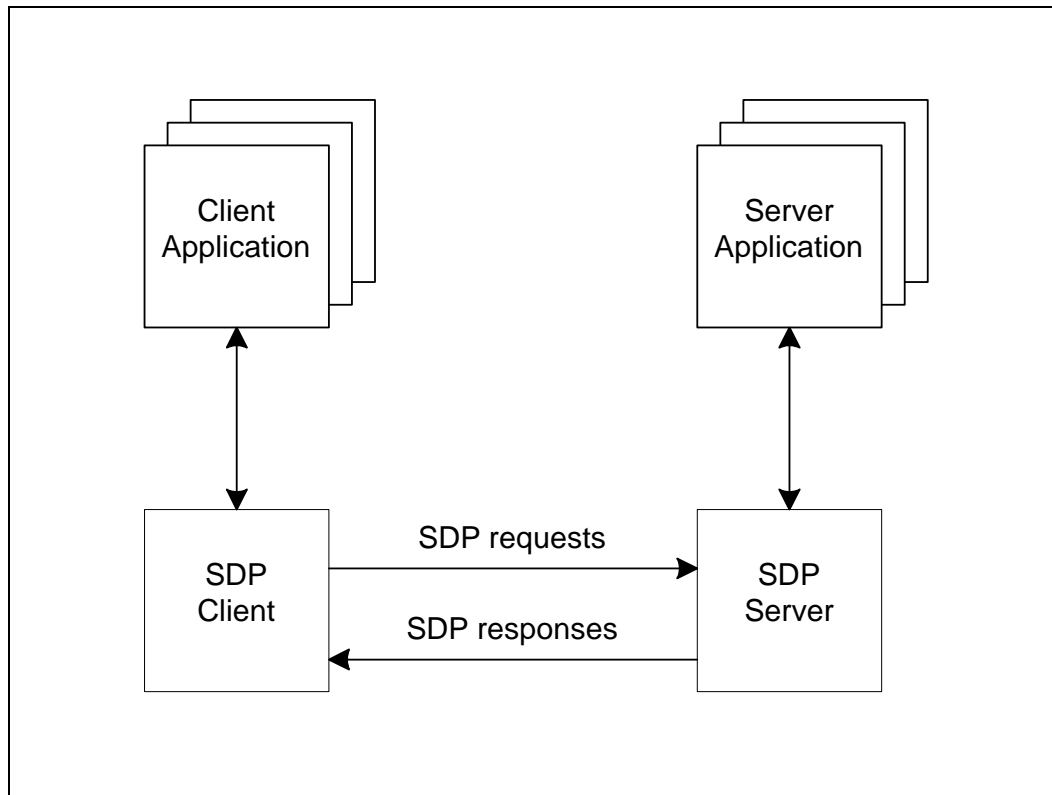 Client
Application
Server
Application
SDP requests
SDP
Client
SDP
Server
SDP responses